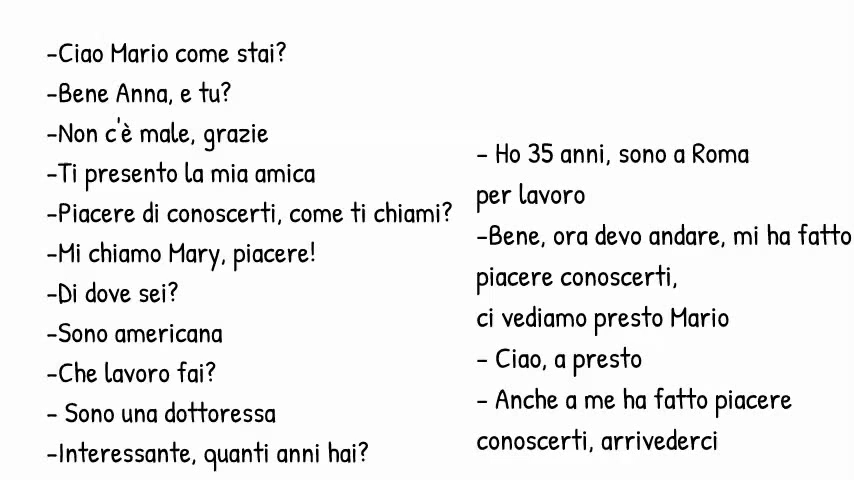 -Ciao Mario come stai?
-Bene Anna, e tu?
-Non c'è male, grazie
-Ti presento la mia amica
-Piacere di conoscerti, come ti chiami?
-Mi chiamo Mary, piacere!
-Di dove sei?
-Sono americana
-Che lavoro fai?
- Sono una dottoressa
-Interessante, quanti anni hai?
- Ho 35 anni, sono a Roma
per lavoro
-Bene, ora devo andare, mi ha fatto
piacere conoscerti,
ci vediamo presto Mario
- Ciao, a presto
- Anche a me ha fatto piacere
conoscerti, arrivederci